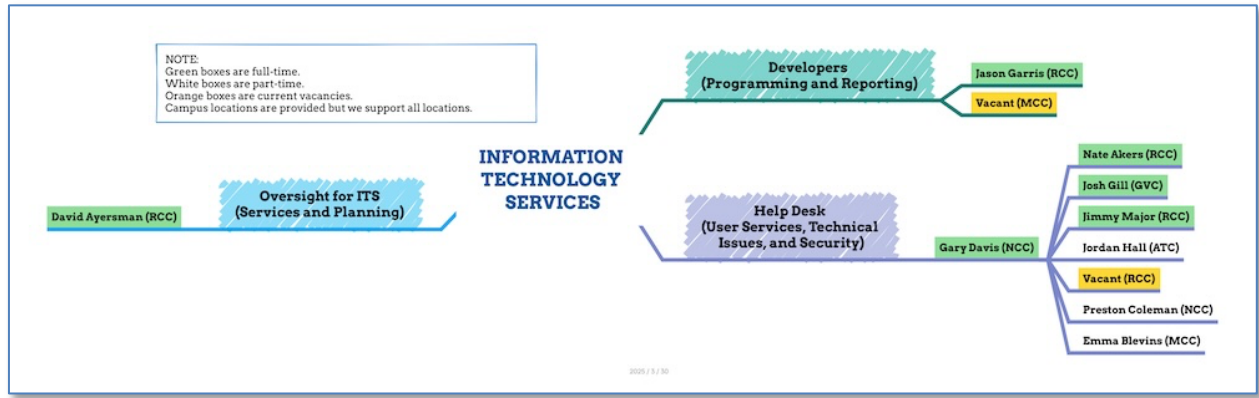 NOTE:
Green boxes are full-time.
White boxes are part-time.
Orange boxes are current vacancies.
Campus locations are provided but we support all locations.
INFORMATION
TECHNOLOGY
SERVICES
Oversight for ITS
(Services and Planning)
David Ayersman (RCC)
Developers
(Programming and Reporting)
Jason Garris (RCC)
Vacant (MCC)
Help Desk
(User Services, Technical
Issues, and Security)
Gary Davis (NCC)
Nate Akers (RCC)
Josh Gill (GVC)
Jimmy Major (RCC)
Jordan Hall (ATC)
Vacant (RCC)
Preston Coleman (NCC)
Emma Blevins (MCC)
2025 / 3 / 30